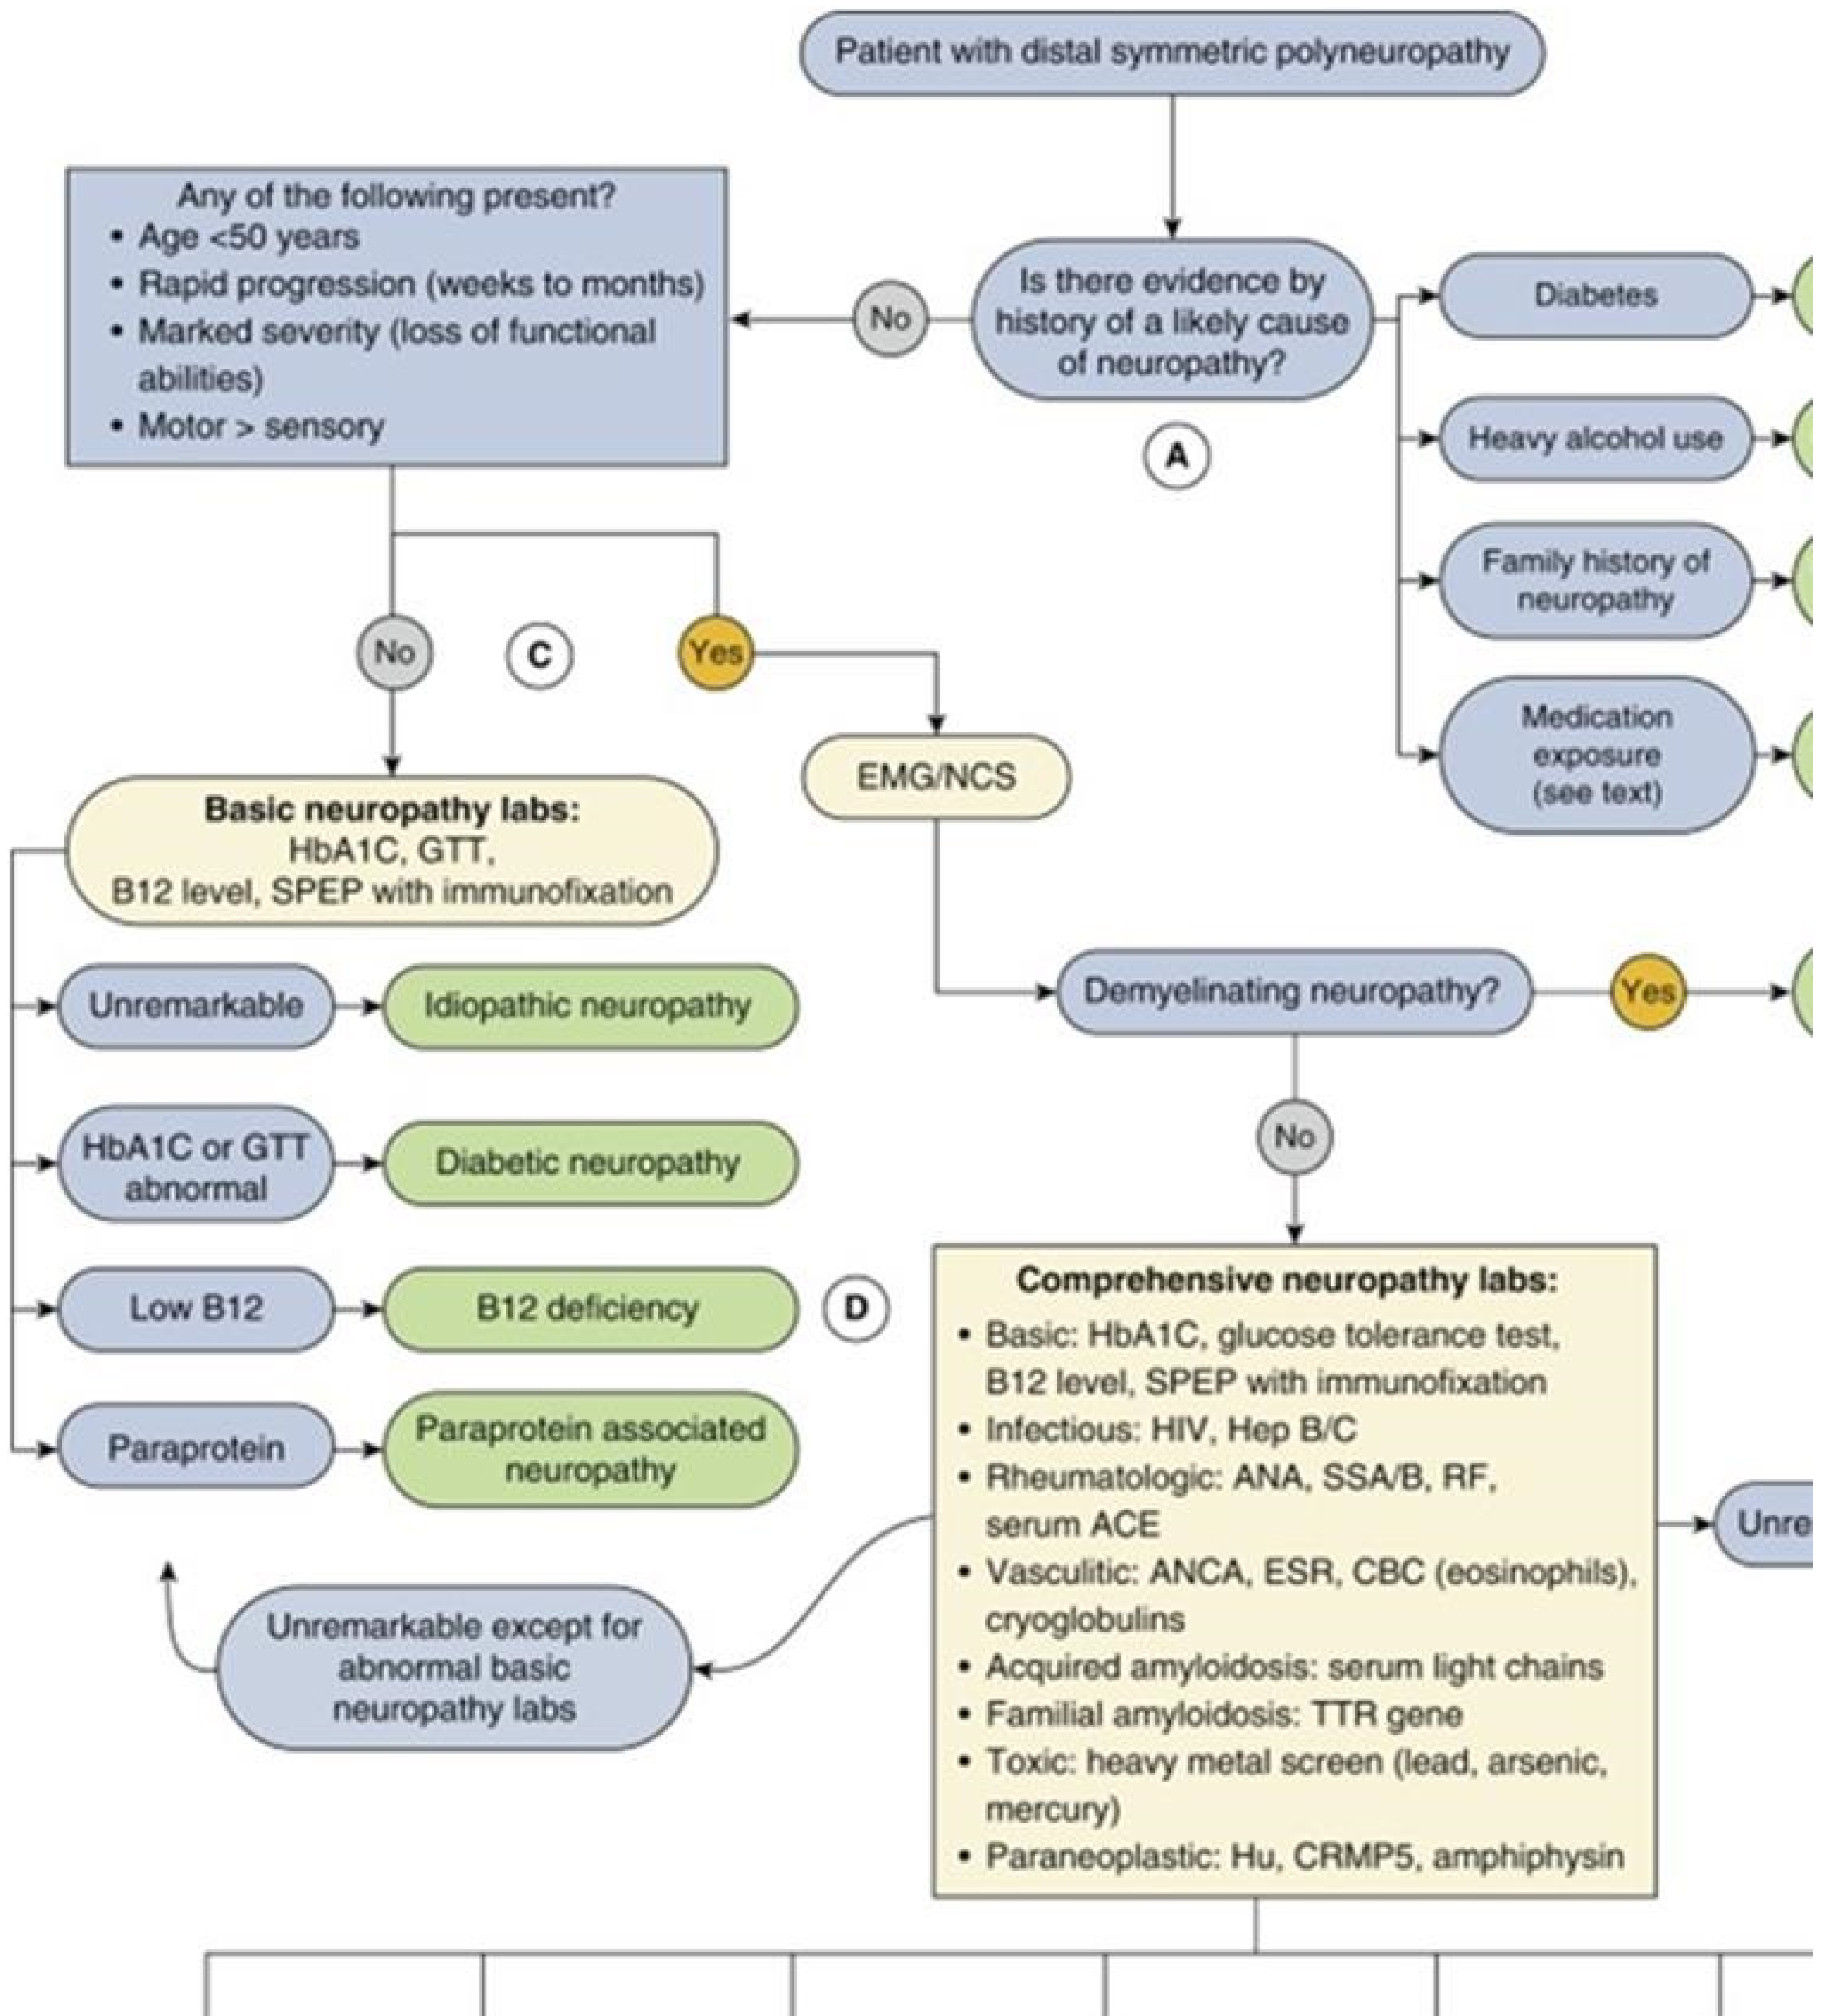 Patient with distal symmetric polyneuropathy
Any of the following present?
• Age <50 years
• Rapid progression (weeks to months)
• Marked severity (loss of functional
abilities)
• Motor > sensory
No
Is there evidence by
history of a likely cause
of neuropathy?
A
Diabetes
Heavy alcohol use
Family history of
neuropathy
Medication
exposure
(see text)
No
C
Yes
EMG/NCS
Basic neuropathy labs:
HbA1C, GTT,
B12 level, SPEP with immunofixation
Unremarkable
Idiopathic neuropathy
HbA1C or GTT
abnormal
Diabetic neuropathy
Low B12
B12 deficiency
D
Paraprotein
Paraprotein associated
neuropathy
Demyelinating neuropathy?
Yes
No
Comprehensive neuropathy labs:
• Basic: HbA1C, glucose tolerance test,
B12 level, SPEP with immunofixation
• Infectious: HIV, Hep B/C
• Rheumatologic: ANA, SSA/B, RF,
serum ACE
• Vasculitic: ANCA, ESR, CBC (eosinophils),
cryoglobulins
• Acquired amyloidosis: serum light chains
• Familial amyloidosis: TTR gene
• Toxic: heavy metal screen (lead, arsenic,
mercury)
• Paraneoplastic: Hu, CRMP5, amphiphysin
Unre
Unremarkable except for
abnormal basic
neuropathy labs